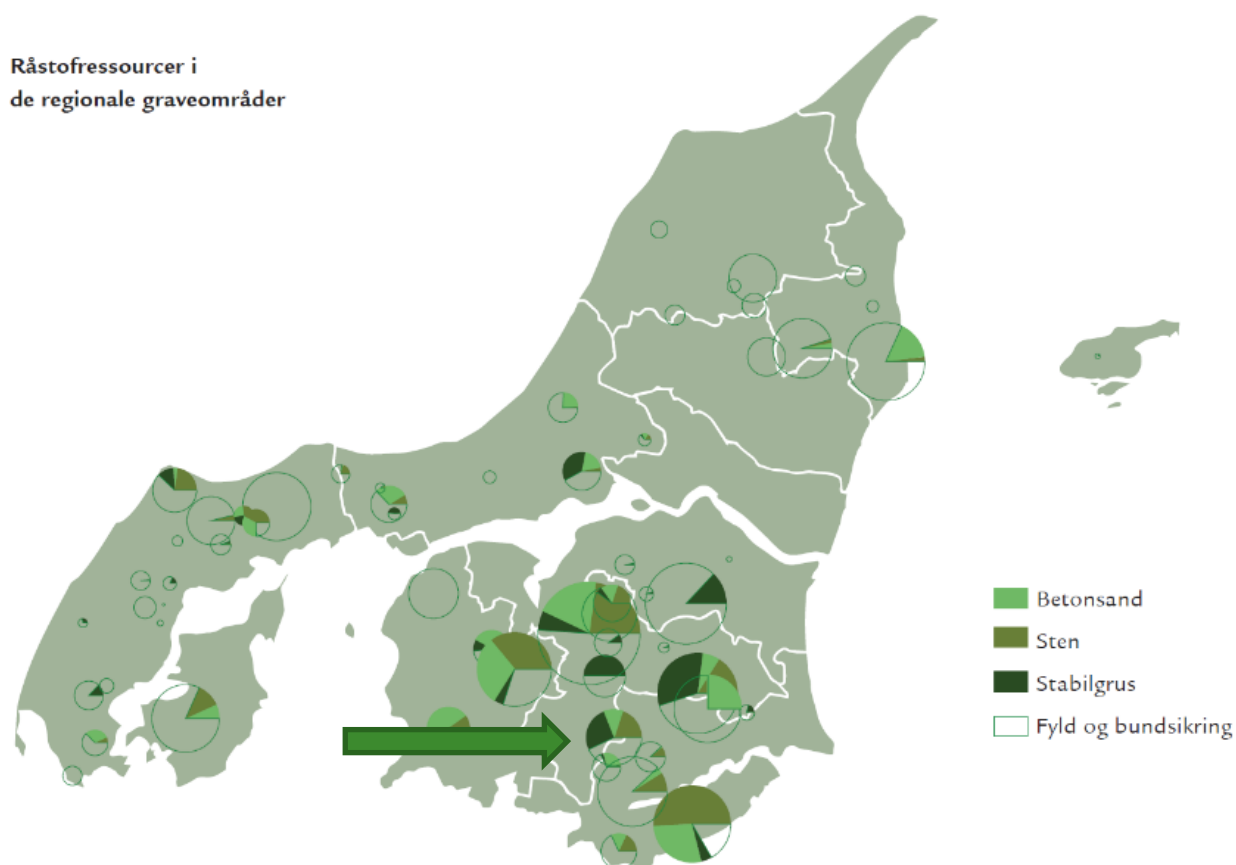 Råstofressourcer i
de regionale graveområder
Betonsand
Sten
Stabilgrus
Fyld og bundsikring